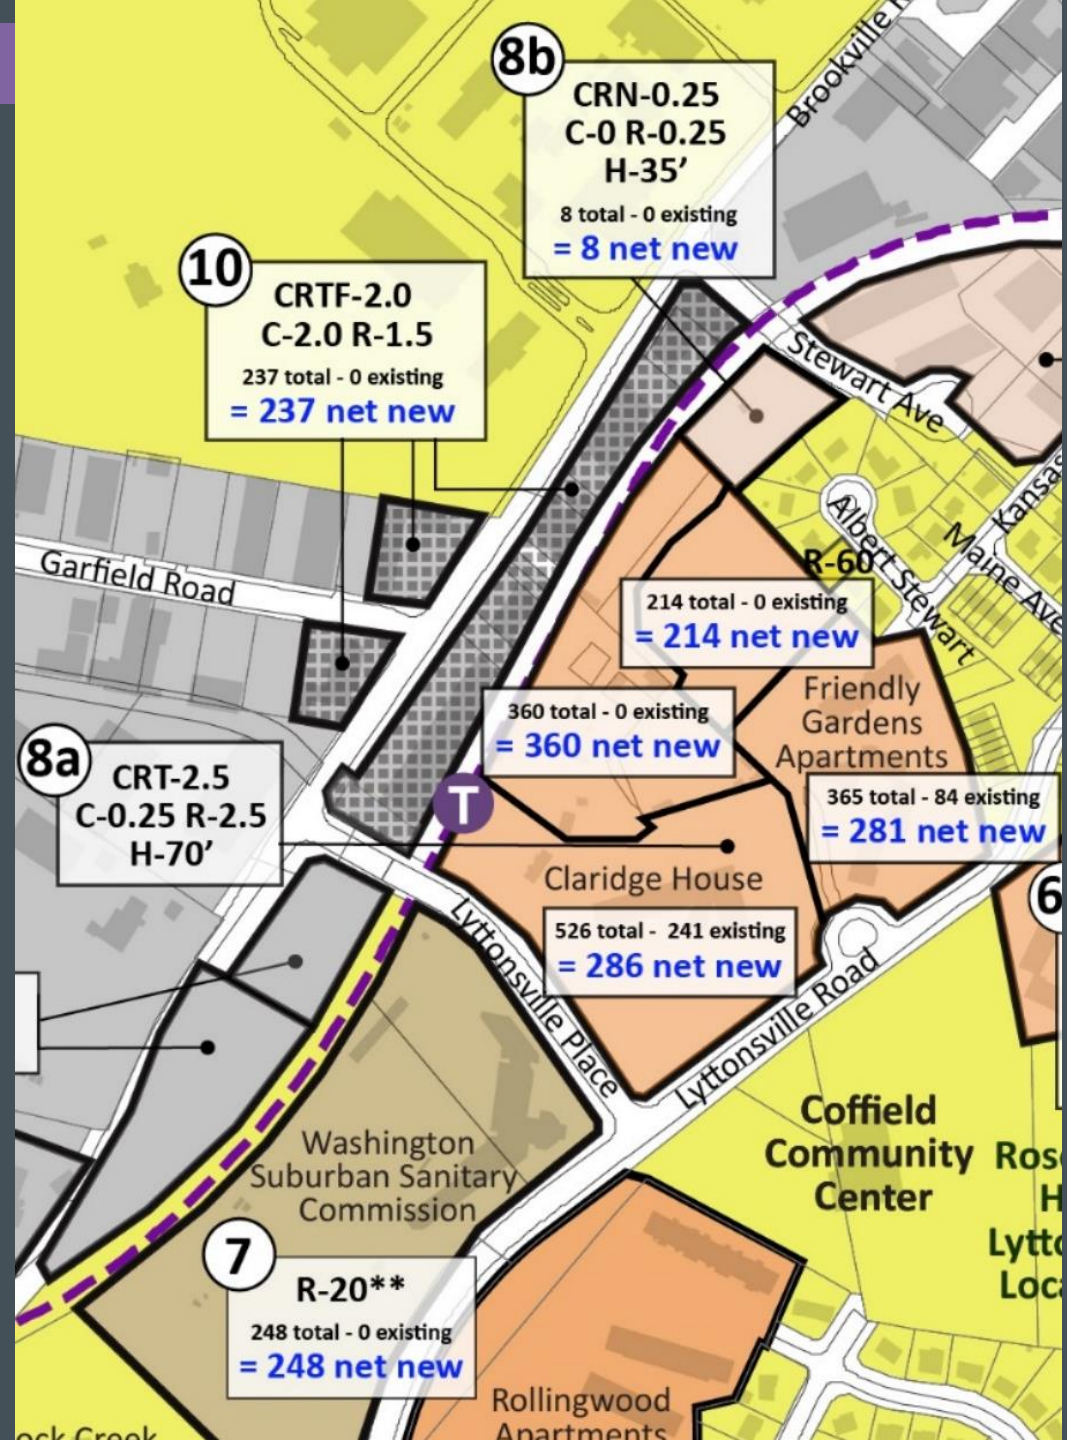 8b
CRN-0.25
C-0 R-0.25
H-35’
8 total - 0 existing
= 8 net new
Brookville
10
CRTF-2.0
C-2.0 R-1.5
237 total - 0 existing
= 237 net new
Stewart Ave
Kansas
Maine Ave
Albert Stewart
R-60
Garfield Road
214 total - 0 existing
= 214 net new
360 total - 0 existing
= 360 net new
Friendly
Gardens
Apartments
365 total - 84 existing
= 281 net new
8a
CRT-2.5
C-0.25 R-2.5
H-70’
T
Claridge House
526 total - 241 existing
= 286 net new
6
Lyttonsville Place
Lyttonsville Road
Coffield
Community
Center
Washington
Suburban Sanitary
Commission
7
R-20**
248 total - 0 existing
= 248 net new
Rollingwood
Apartments